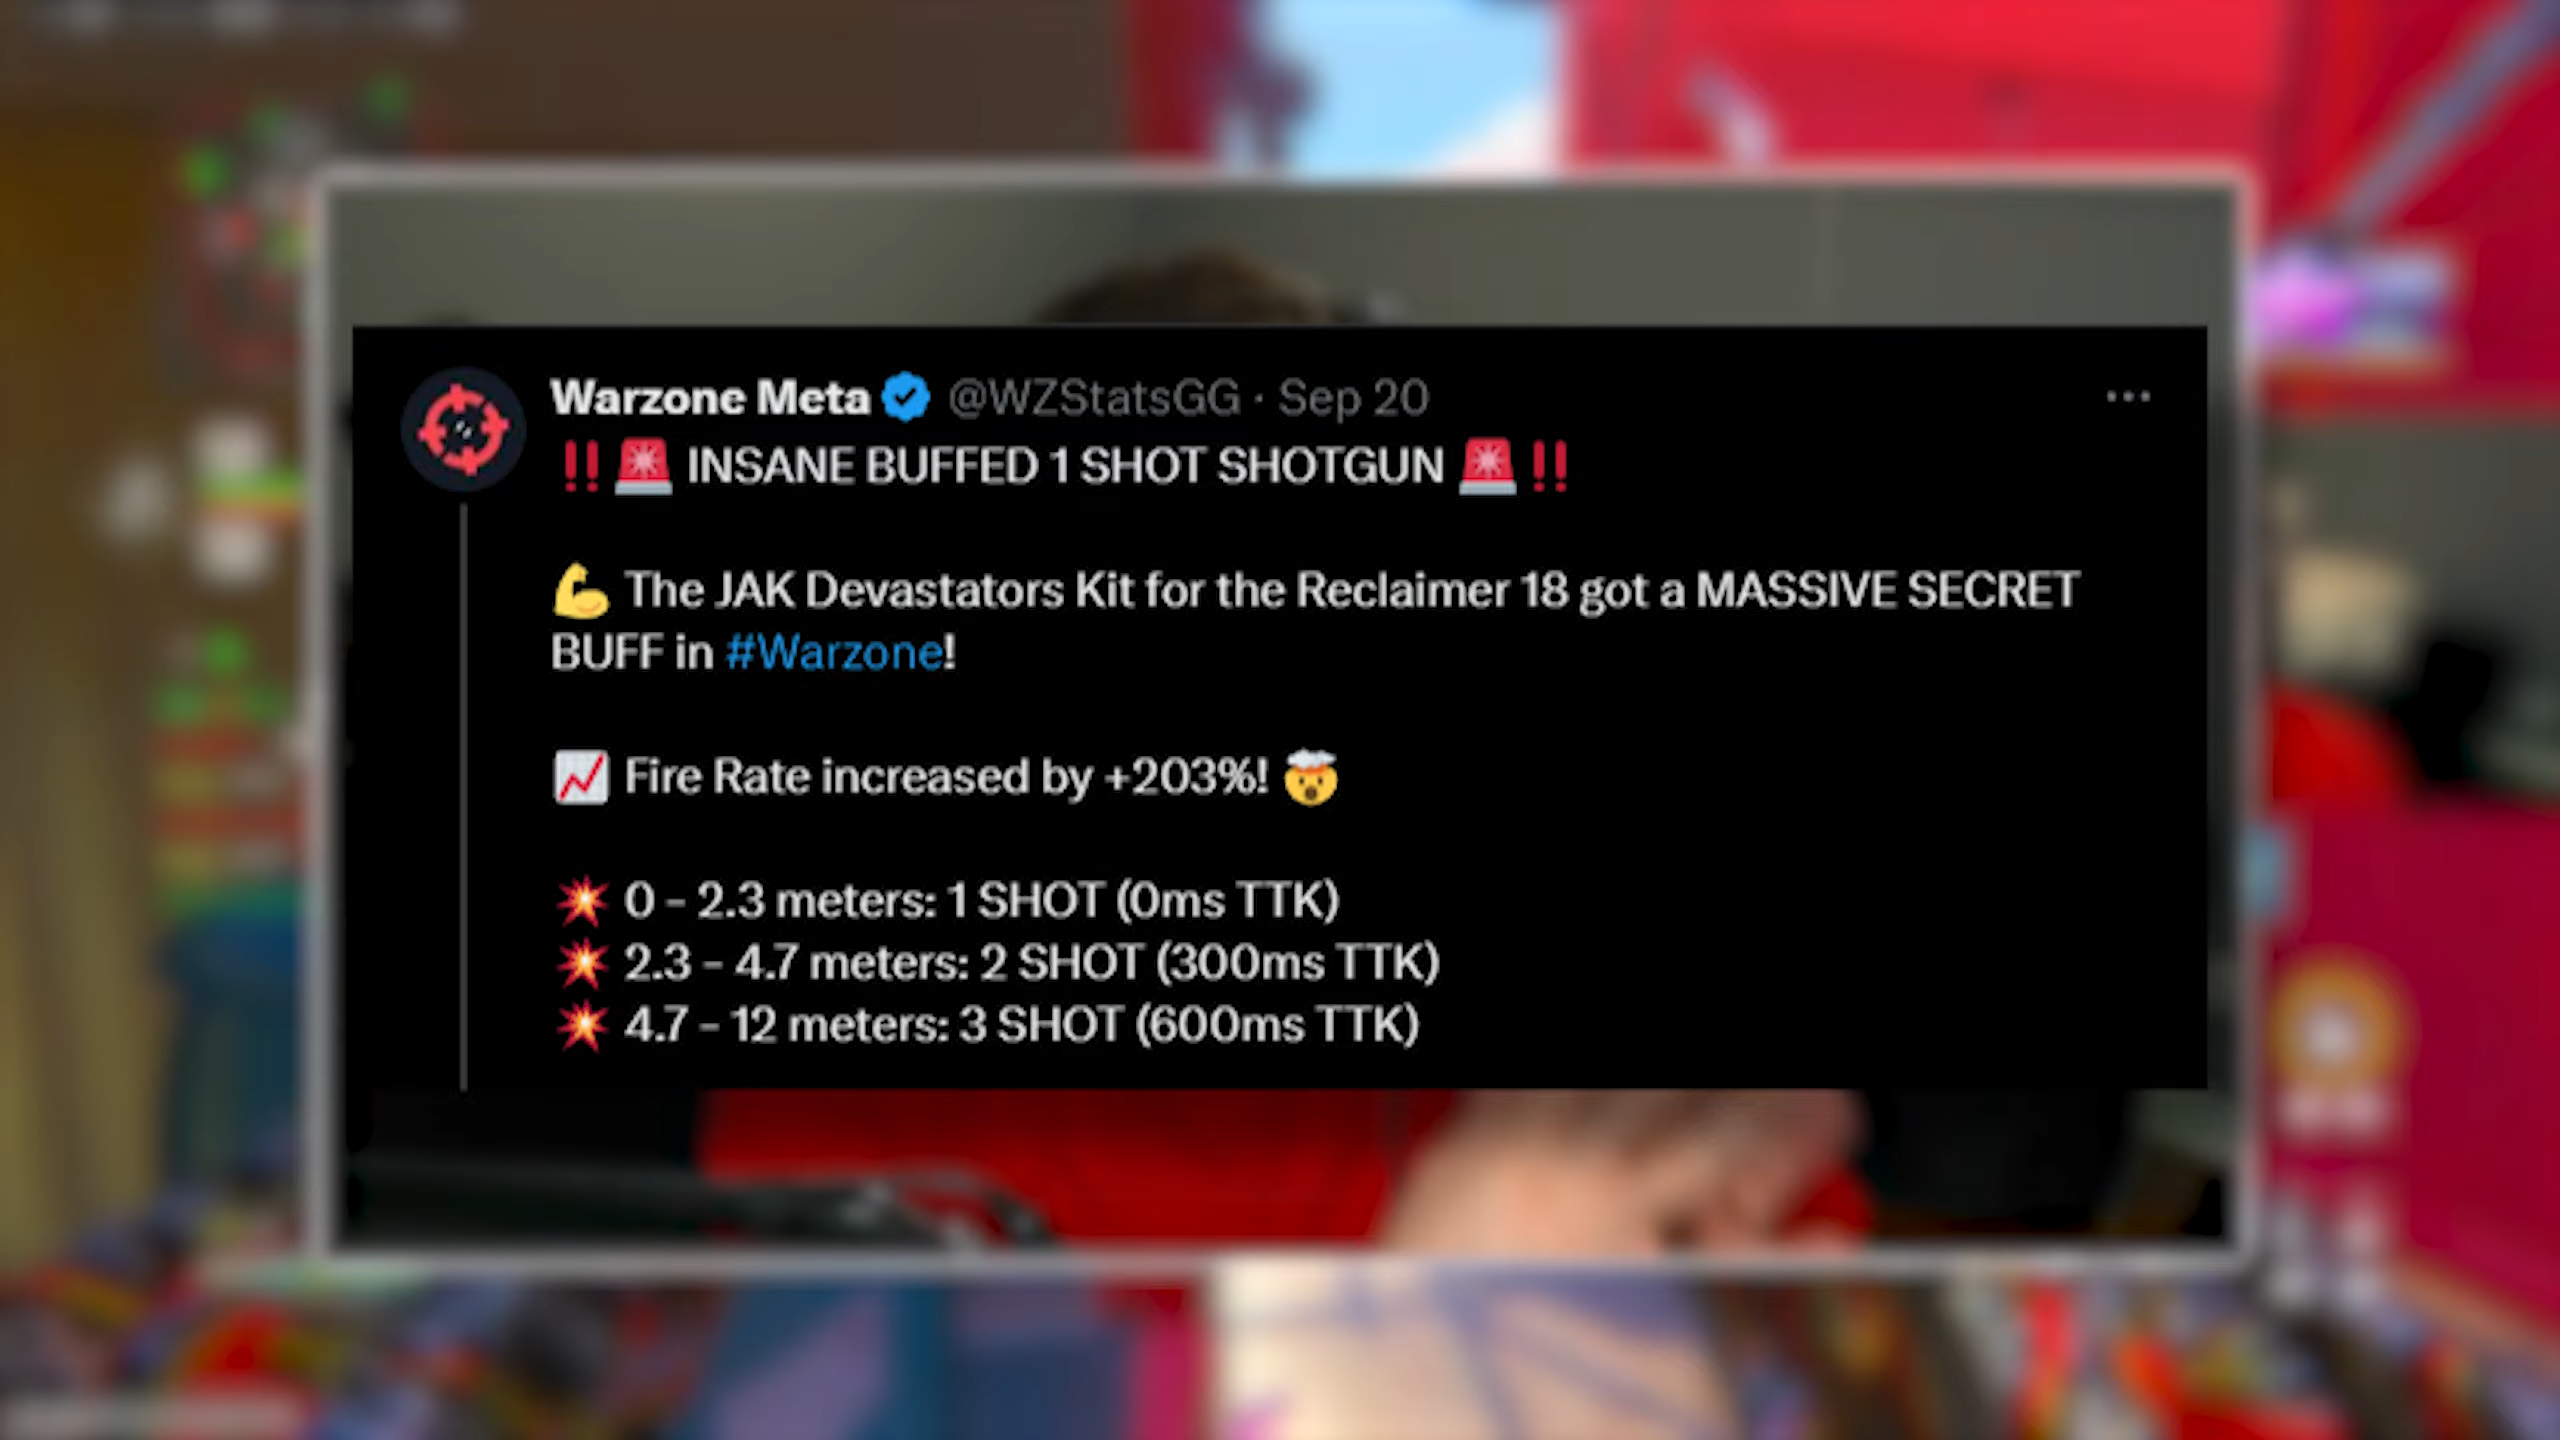 Warzone Meta @WZStatsGG · Sep 20
‼️🚨 INSANE BUFFED 1 SHOT SHOTGUN 🚨‼️
💪 The JAK Devastators Kit for the Reclaimer 18 got a MASSIVE SECRET
BUFF in #Warzone!
📈 Fire Rate increased by +203%! 🤯
💥 0 – 2.3 meters: 1 SHOT (0ms TTK)
💥 2.3 – 4.7 meters: 2 SHOT (300ms TTK)
💥 4.7 – 12 meters: 3 SHOT (600ms TTK)